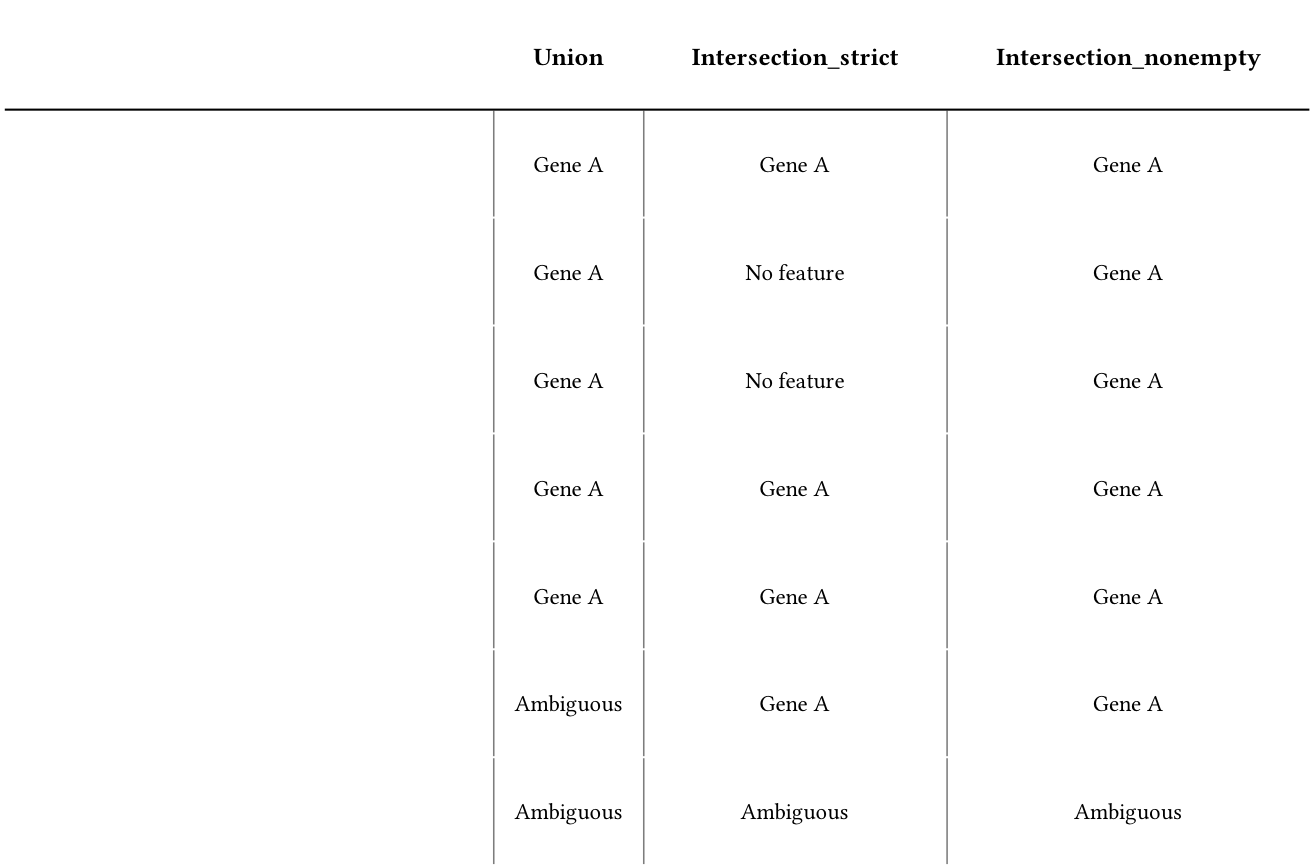 Union Intersection_strict Intersection_nonempty
Gene A Gene A Gene A
Gene A No feature Gene A
Gene A No feature Gene A
Gene A Gene A Gene A
Gene A Gene A Gene A
Ambiguous Gene A Gene A
Ambiguous Ambiguous Ambiguous